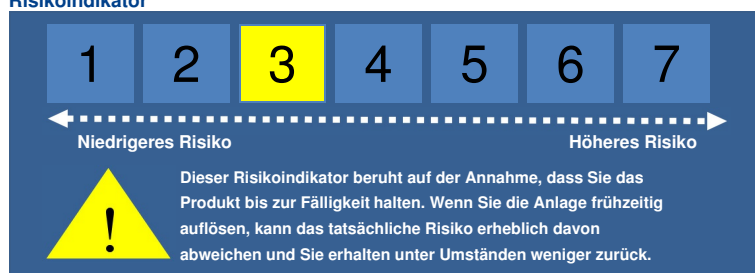 Risikoindikator
1 2 3 4 5 6 7
Niedrigeres Risiko Höheres Risiko
Dieser Risikoindikator beruht auf der Annahme, dass Sie das
Produkt bis zur Fälligkeit halten. Wenn Sie die Anlage frühzeitig
auflösen, kann das tatsächliche Risiko erheblich davon
abweichen und Sie erhalten unter Umständen weniger zurück.
!